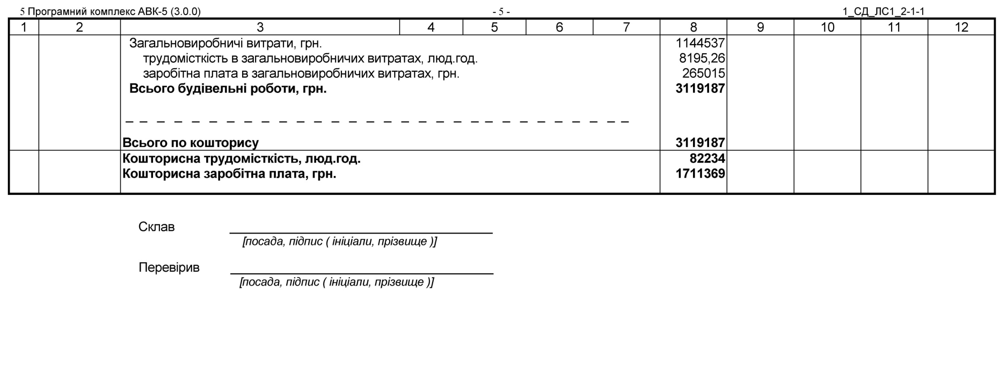 5 Програмний комплекс АВК-5 (3.0.0) - 5 - 1_СД_ЛС1_2-1-1
1 2 3 4 5 6 7 8 9 10 11 12
Загальновиробничі витрати, грн. 1144537
трудомісткість в загальновиробничих витратах, люд.год. 8195,26
заробітна плата в загальновиробничих витратах, грн. 265015
Всього будівельні роботи, грн. 3119187
Всього по кошторису 3119187
Кошторисна трудомісткість, люд.год. 82234
Кошторисна заробітна плата, грн. 1711369
Склав
[посада, підпис ( ініціали, прізвище )]
Перевірив
[посада, підпис ( ініціали, прізвище )]